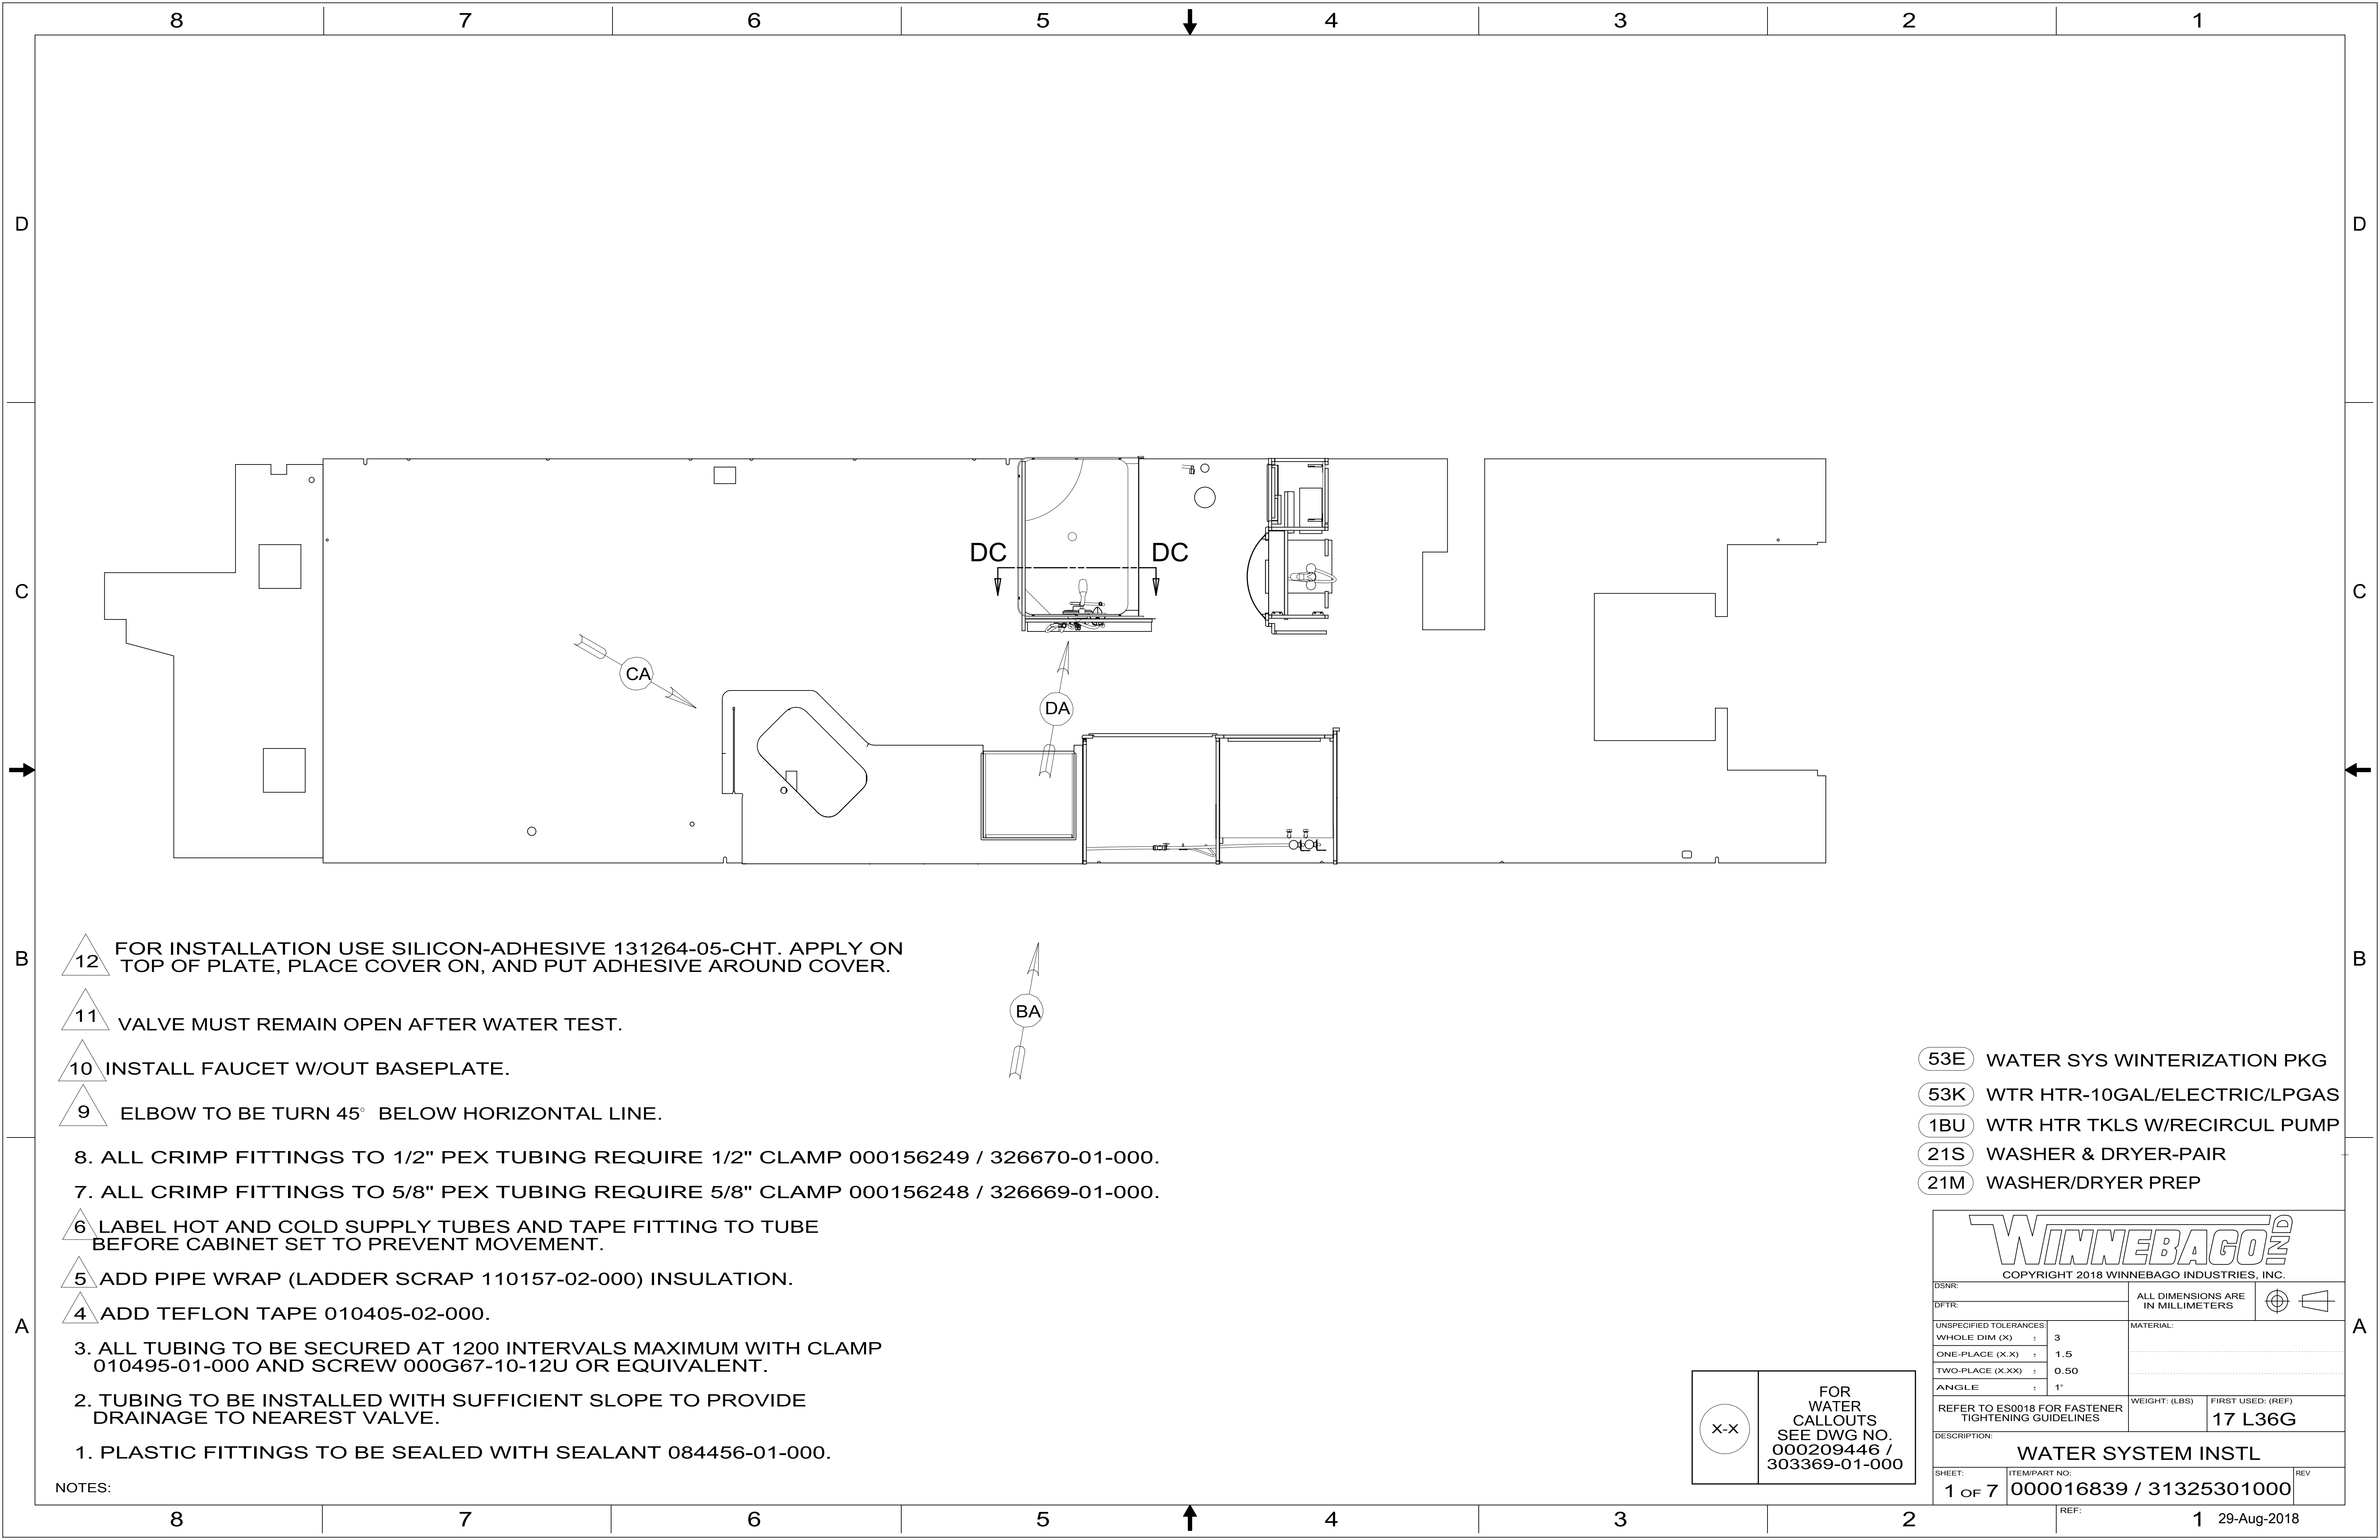 8 7 6 5 4 3 2 1
D D
DC DC
C C
CA
DA
B B
12 FOR INSTALLATION USE SILICON-ADHESIVE 131264-05-CHT. APPLY ON
TOP OF PLATE, PLACE COVER ON, AND PUT ADHESIVE AROUND COVER.
BA
11 VALVE MUST REMAIN OPEN AFTER WATER TEST.
10 INSTALL FAUCET W/OUT BASEPLATE.
9 ELBOW TO BE TURN 45° BELOW HORIZONTAL LINE.
8. ALL CRIMP FITTINGS TO 1/2" PEX TUBING REQUIRE 1/2" CLAMP 000156249 / 326670-01-000.
7. ALL CRIMP FITTINGS TO 5/8" PEX TUBING REQUIRE 5/8" CLAMP 000156248 / 326669-01-000.
6 LABEL HOT AND COLD SUPPLY TUBES AND TAPE FITTING TO TUBE
BEFORE CABINET SET TO PREVENT MOVEMENT.
5 ADD PIPE WRAP (LADDER SCRAP 110157-02-000) INSULATION.
4 ADD TEFLON TAPE 010405-02-000.
3. ALL TUBING TO BE SECURED AT 1200 INTERVALS MAXIMUM WITH CLAMP
010495-01-000 AND SCREW 000G67-10-12U OR EQUIVALENT.
2. TUBING TO BE INSTALLED WITH SUFFICIENT SLOPE TO PROVIDE
DRAINAGE TO NEAREST VALVE.
1. PLASTIC FITTINGS TO BE SEALED WITH SEALANT 084456-01-000.
NOTES:
53E WATER SYS WINTERIZATION PKG
53K WTR HTR-10GAL/ELECTRIC/LPGAS
1BU WTR HTR TKLS W/RECIRCUL PUMP
21S WASHER & DRYER-PAIR
21M WASHER/DRYER PREP
A A
X-X
FOR
WATER
CALLOUTS
SEE DWG NO.
000209446 /
303369-01-000
WINNEBAGO IND
COPYRIGHT 2018 WINNEBAGO INDUSTRIES, INC.
DSNR:
DFTR:
ALL DIMENSIONS ARE
IN MILLIMETERS
UNSPECIFIED TOLERANCES:
WHOLE DIM (X) ± 3
ONE-PLACE (X.X) ± 1.5
TWO-PLACE (X.XX) ± 0.50
ANGLE ± 1°
MATERIAL:
REFER TO ES0018 FOR FASTENER
TIGHTENING GUIDELINES
WEIGHT: (LBS)
FIRST USED: (REF)
17 L36G
DESCRIPTION:
WATER SYSTEM INSTL
SHEET:
1 OF 7
ITEM/PART NO:
000016839 / 31325301000
REV
REF:
29-Aug-2018
8 7 6 5 4 3 2 1